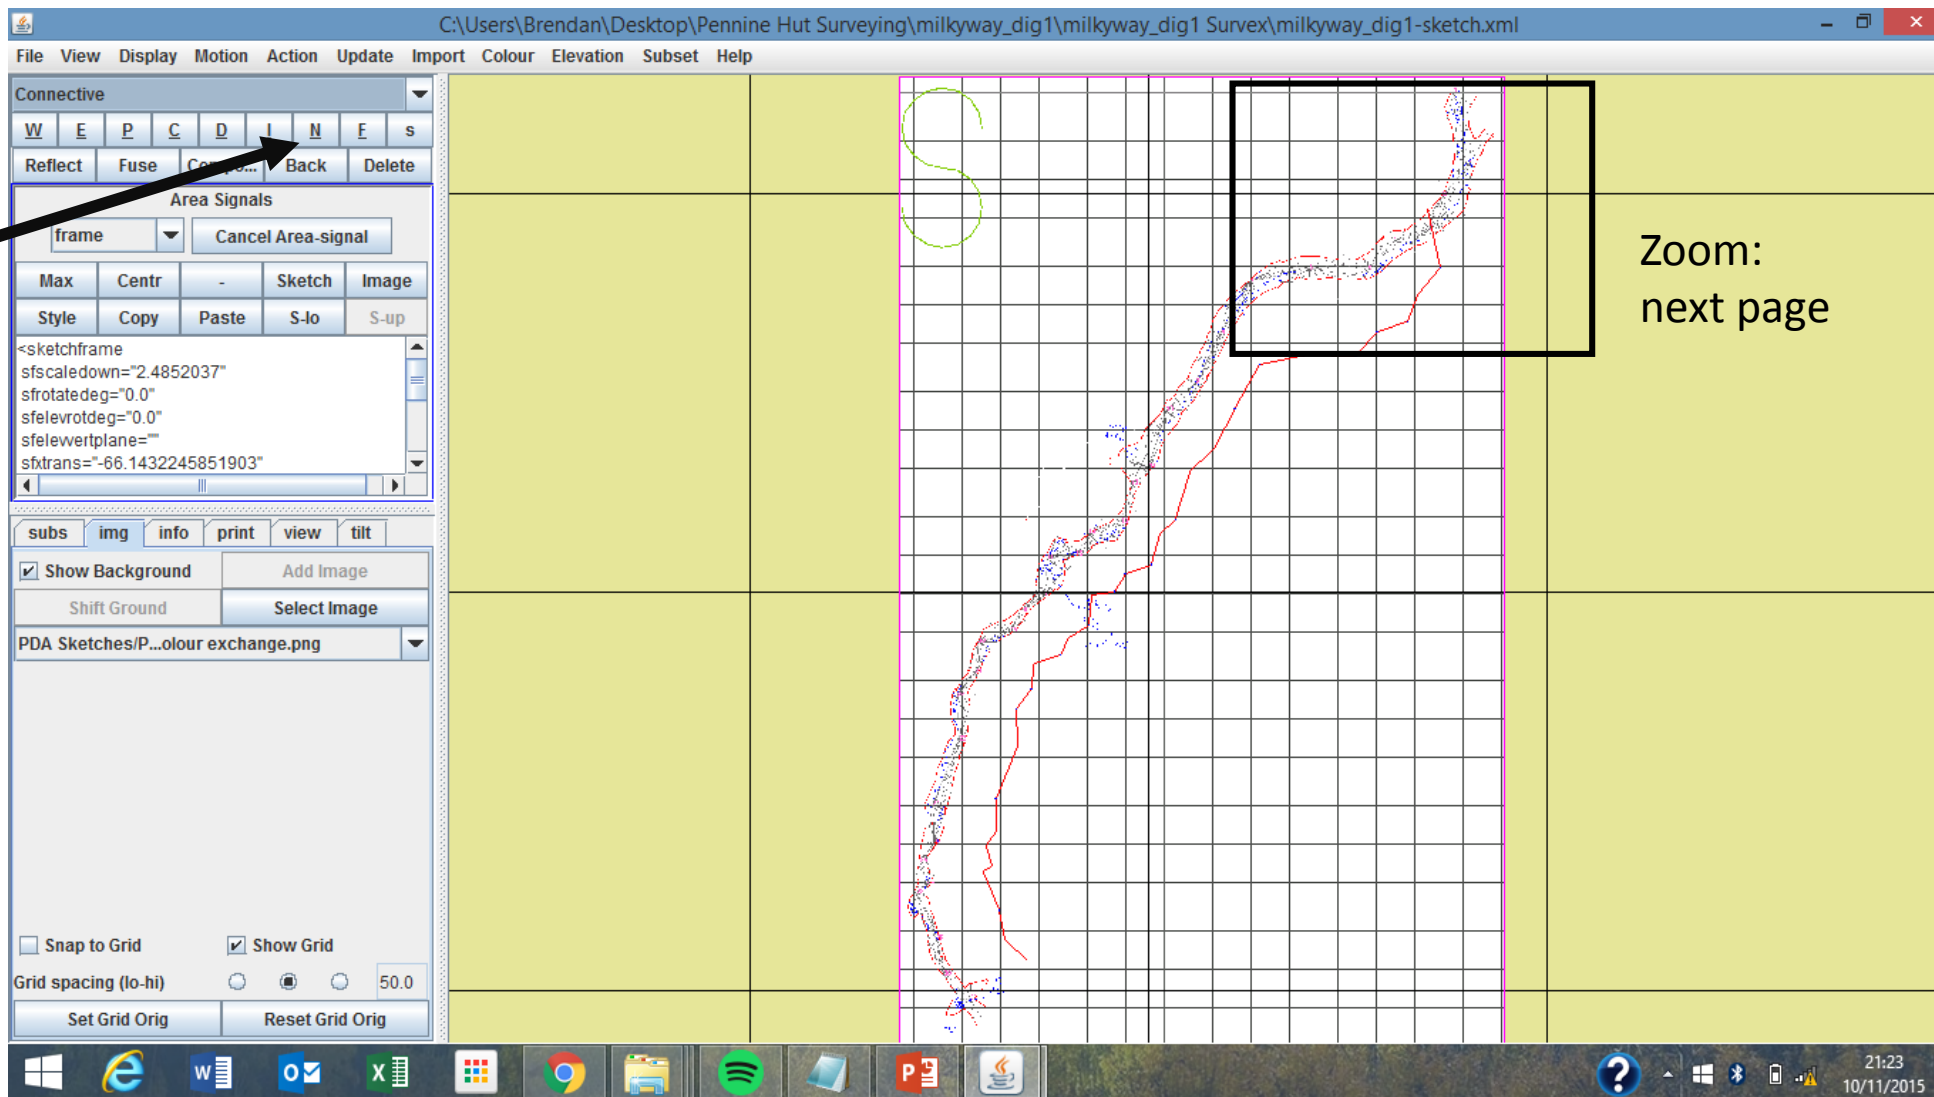 C:\Users\Brendan\Desktop\Pennine Hut Surveying\milkyway_dig1\milkyway_dig1 Survex\milkyway_dig1-sketch.xml
File View Display Motion Action Update Import Colour Elevation Subset Help
Connective
W E P C D I N F s
Reflect Fuse Back Delete
Area Signals
frame Cancel Area-signal
Max Centr - Sketch Image
Style Copy Paste S-lo S-up
<sketchframe
sfscaledown="2.4852037"
sfrotatedeg="0.0"
sfelevrotdeg="0.0"
sfelevvertplane=""
sfxtrans="-66.1432245851903"
subs img info print view tilt
Show Background Add Image
Shift Ground Select Image
PDA Sketches/P...olour exchange.png
Snap to Grid Show Grid
Grid spacing (lo-hi) 50.0
Set Grid Orig Reset Grid Orig
Zoom:
next page
21:23
10/11/2015